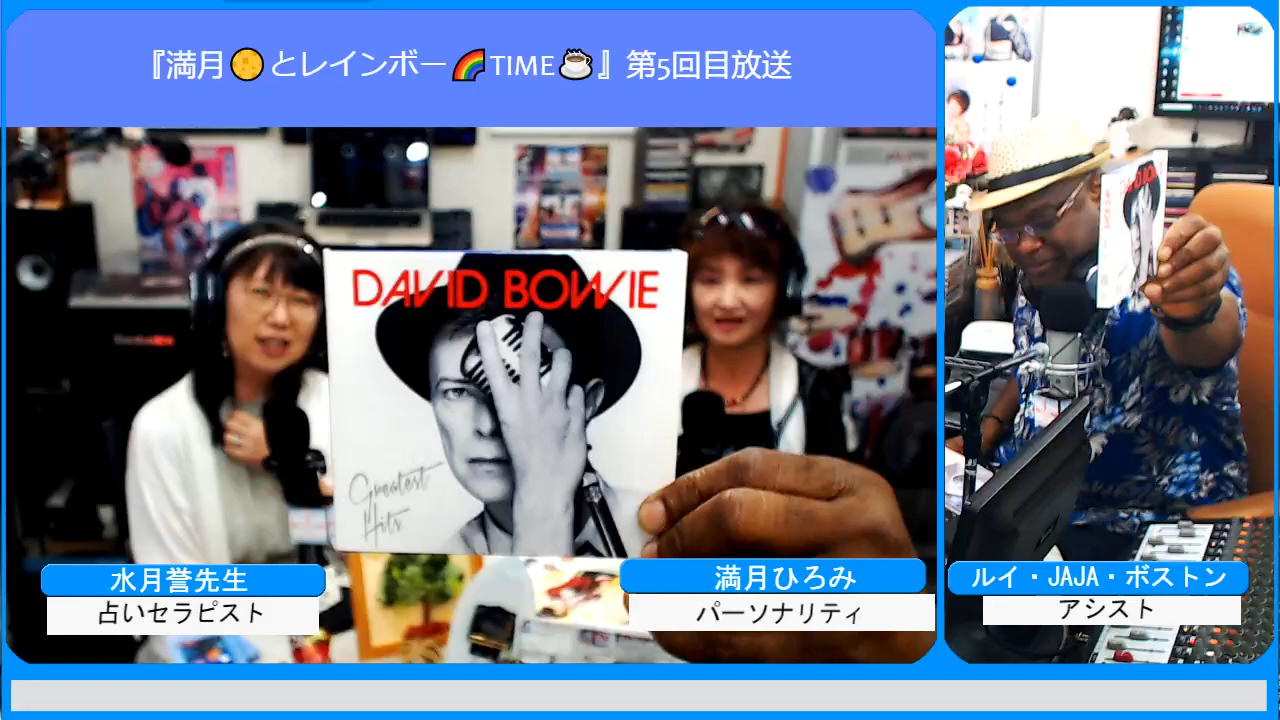 『満月🌕とレインボー🌈TIME☕』第5回目放送
DAVID BOWIE
Greatest
Hits
水月誉先生
占いセラピスト
満月ひろみ
パーソナリティ
ルイ・JAJA・ボストン
アシスト